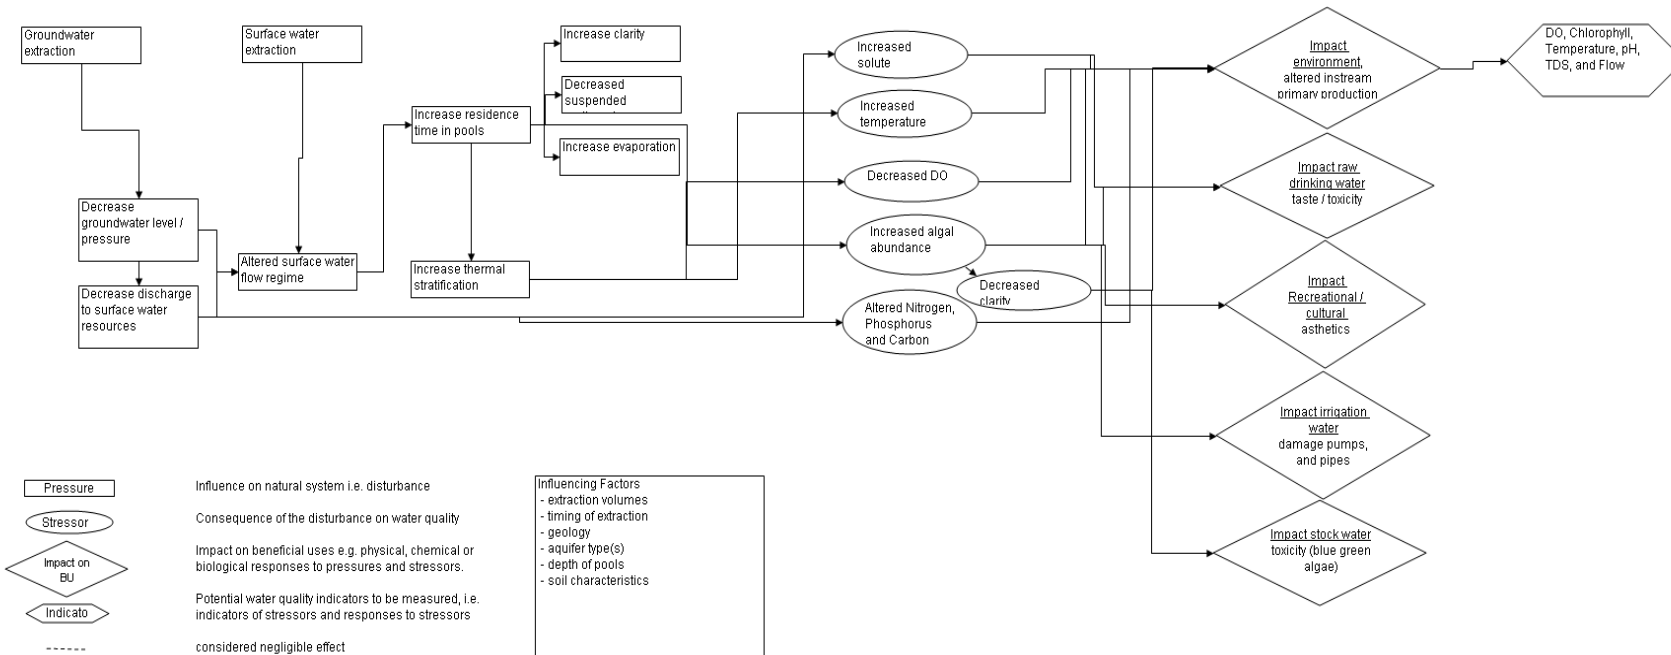 Groundwater
extraction
Surface water
extraction
Increase clarity
Decreased
suspended
Increase residence
time in pools
Increase evaporation
Decrease
groundwater level /
pressure
Altered surface water
flow regime
Increase thermal
stratification
Decrease discharge
to surface water
resources
Increased
solute
Increased
temperature
Decreased DO
Increased algal
abundance
Decreased
clarity
Altered Nitrogen,
Phosphorus
and Carbon
Impact
environment,
altered instream
primary production
DO, Chlorophyll,
Temperature, pH,
TDS, and Flow
Impact raw
drinking water
taste / toxicity
Impact
Recreational /
cultural
asthetics
Impact irrigation
water
damage pumps,
and pipes
Impact stock water
toxicity (blue green
algae)
Pressure
Influence on natural system i.e. disturbance
Stressor
Consequence of the disturbance on water quality
Impact on
BU
Impact on beneficial uses e.g. physical, chemical or
biological responses to pressures and stressors.
Indicato
Potential water quality indicators to be measured, i.e.
indicators of stressors and responses to stressors
considered negligible effect
Influencing Factors
- extraction volumes
- timing of extraction
- geology
- aquifer type(s)
- depth of pools
- soil characteristics